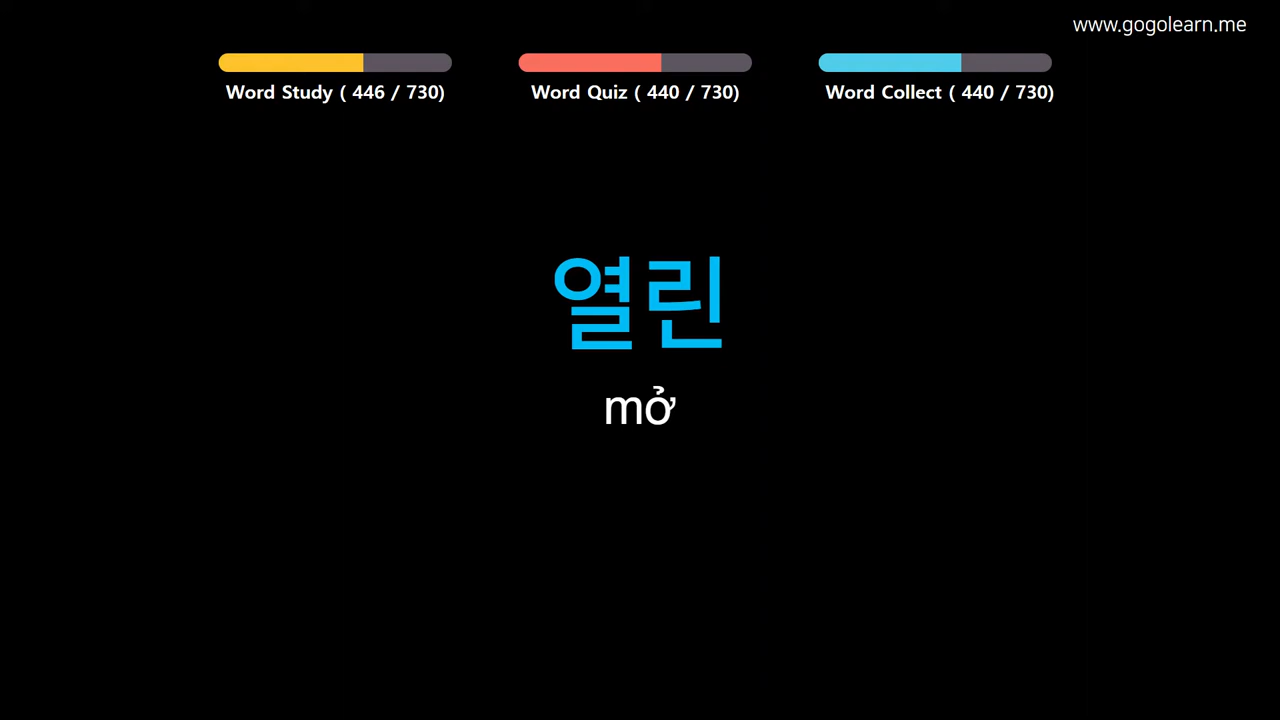 www.gogolearn.me
Word Study ( 446 / 730)
Word Quiz ( 440 / 730)
Word Collect ( 440 / 730)
열린
mở